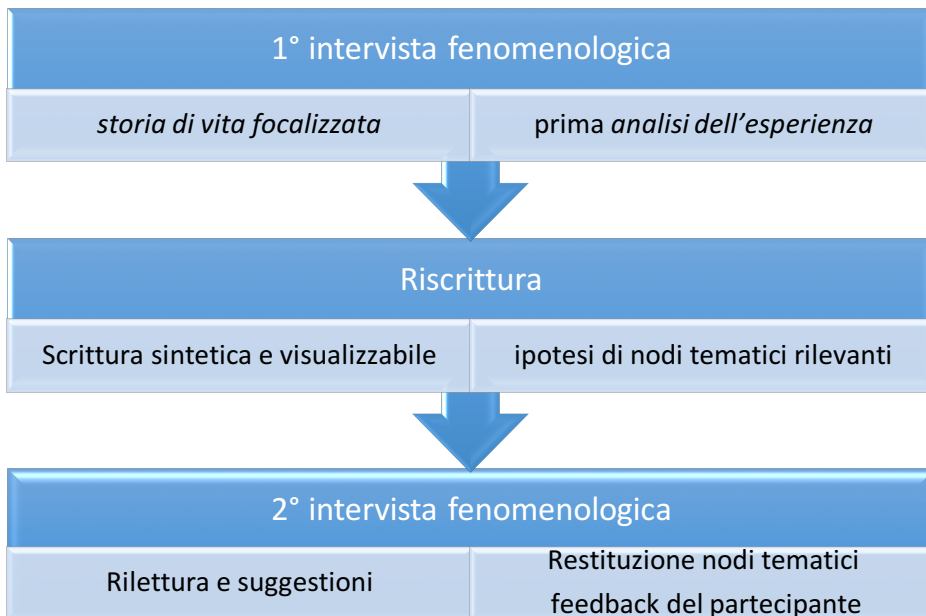 1° intervista fenomenologica
storia di vita focalizzata
prima analisi dell’esperienza
Riscrittura
Scrittura sintetica e visualizzabile
ipotesi di nodi tematici rilevanti
2° intervista fenomenologica
Rilettura e suggestioni
Restituzione nodi tematici
feedback del partecipante